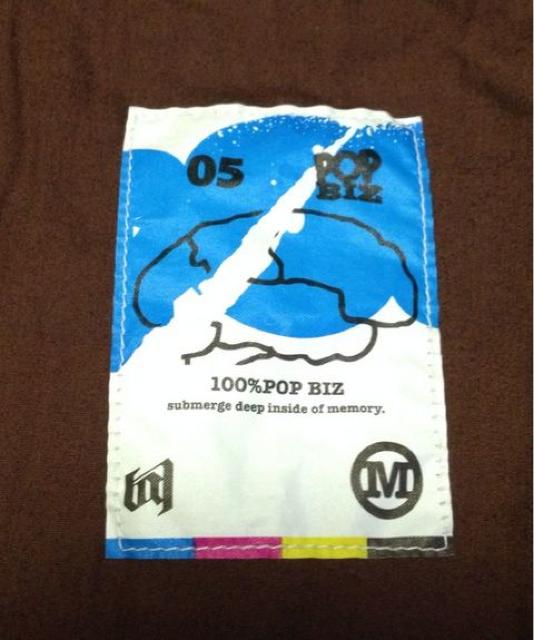 05
POP
BIZ
100%POP BIZ
submerge deep inside of memory.
M